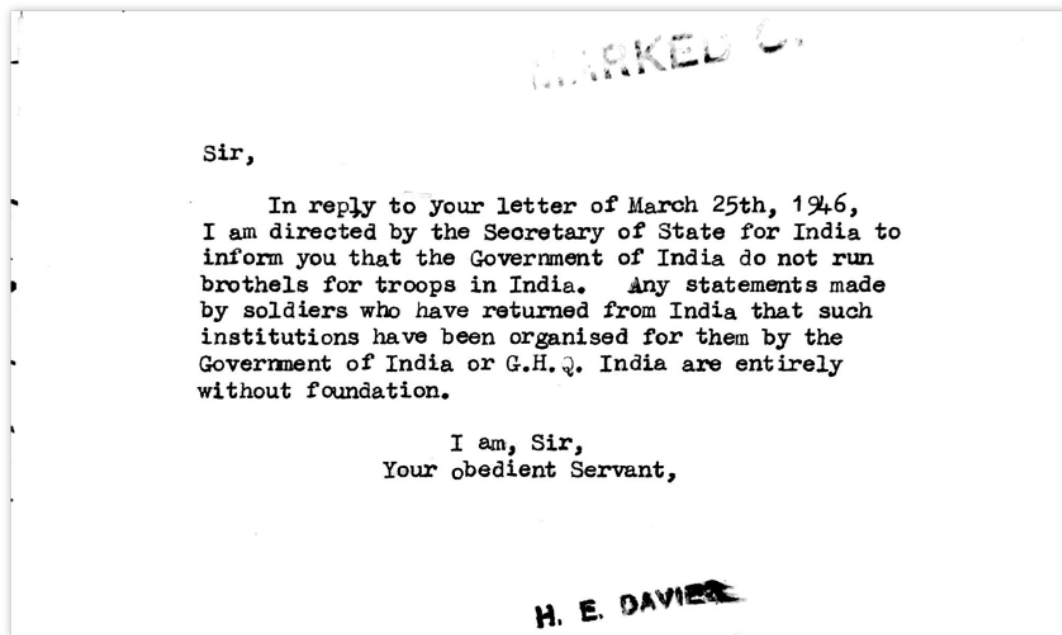 MARKED C.
Sir,
In reply to your letter of March 25th, 1946,
I am directed by the Secretary of State for India to
inform you that the Government of India do not run
brothels for troops in India. Any statements made
by soldiers who have returned from India that such
institutions have been organised for them by the
Government of India or G.H.Q. India are entirely
without foundation.
I am, Sir,
Your obedient Servant,
H. E. DAVIES